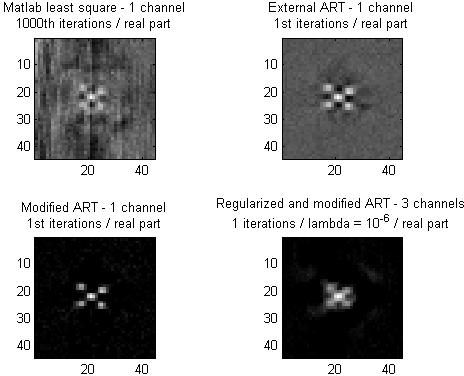 Matlab least square - 1 channel
1000th iterations / real part
10
20
30
40
20 40
External ART - 1 channel
1st iterations / real part
10
20
30
40
20 40
Modified ART - 1 channel
1st iterations / real part
10
20
30
40
20 40
Regularized and modified ART - 3 channels
1 iterations / lambda = 10^-6 / real part
10
20
30
40
20 40